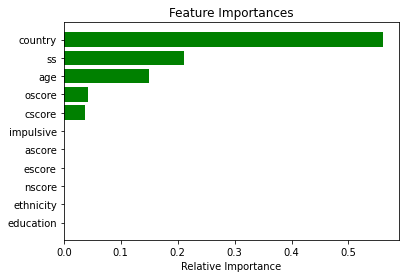 Feature Importances
country
ss
age
oscore
cscore
impulsive
ascore
escore
nscore
ethnicity
education
0.0 0.1 0.2 0.3 0.4 0.5
Relative Importance